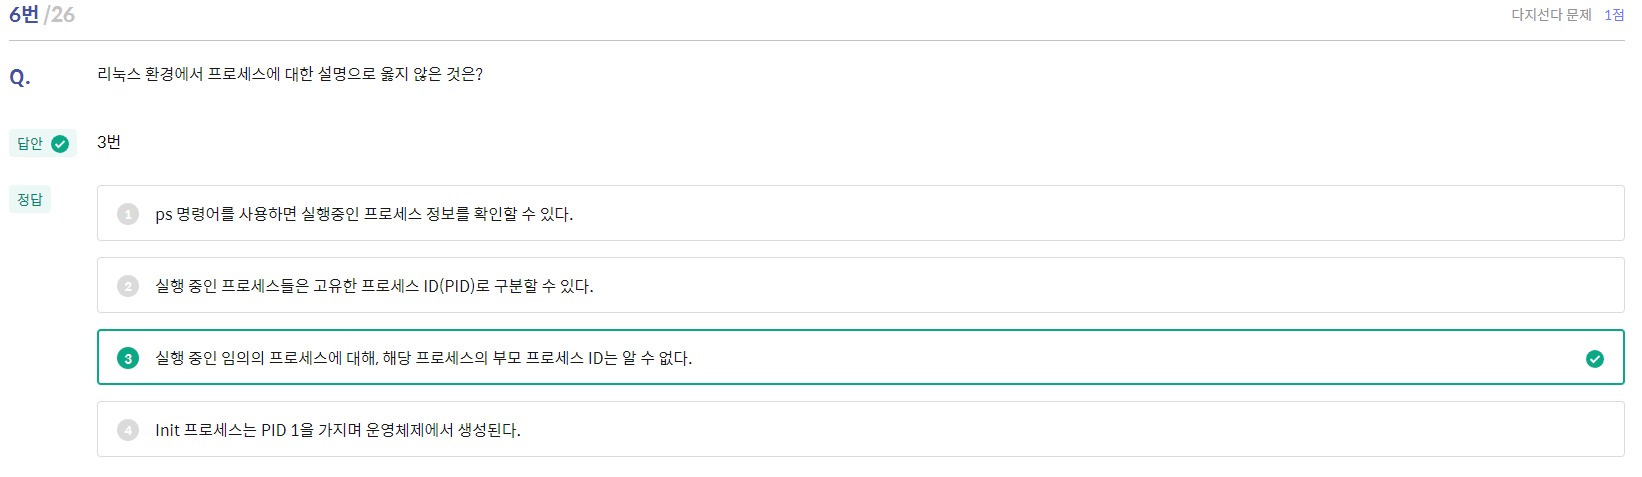 6번 /26
다지선다 문제 1점
Q. 리눅스 환경에서 프로세스에 대한 설명으로 옳지 않은 것은?
답안 3번
정답
1 ps 명령어를 사용하면 실행중인 프로세스 정보를 확인할 수 있다.
2 실행 중인 프로세스들은 고유한 프로세스 ID(PID)로 구분할 수 있다.
3 실행 중인 임의의 프로세스에 대해, 해당 프로세스의 부모 프로세스 ID는 알 수 없다.
4 Init 프로세스는 PID 1을 가지며 운영체제에서 생성된다.